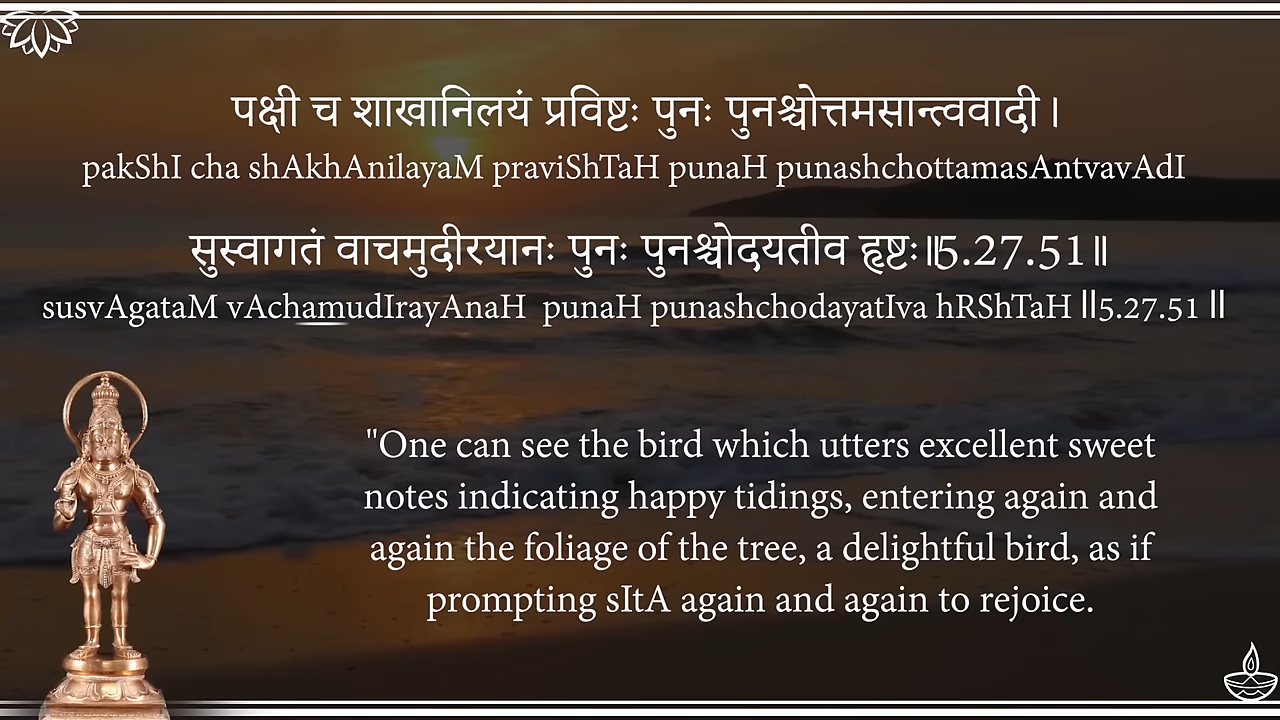 पक्षी च शाखानिलयं प्रविष्टः पुनः पुनश्चोत्तमसान्त्ववादी ।
pakShI cha shAkhAnilayaM praviShTaH punaH punashchottamasAntvavAdI
सुस्वागतं वाचमुदीरयानः पुनः पुनश्चोदयतीव हृष्टः॥5.27.51॥
susvAgataM vAchamudIrayAnaH punaH punashchodayatIva hRShTaH ||5.27.51 ||
"One can see the bird which utters excellent sweet
notes indicating happy tidings, entering again and
again the foliage of the tree, a delightful bird, as if
prompting sItA again and again to rejoice.